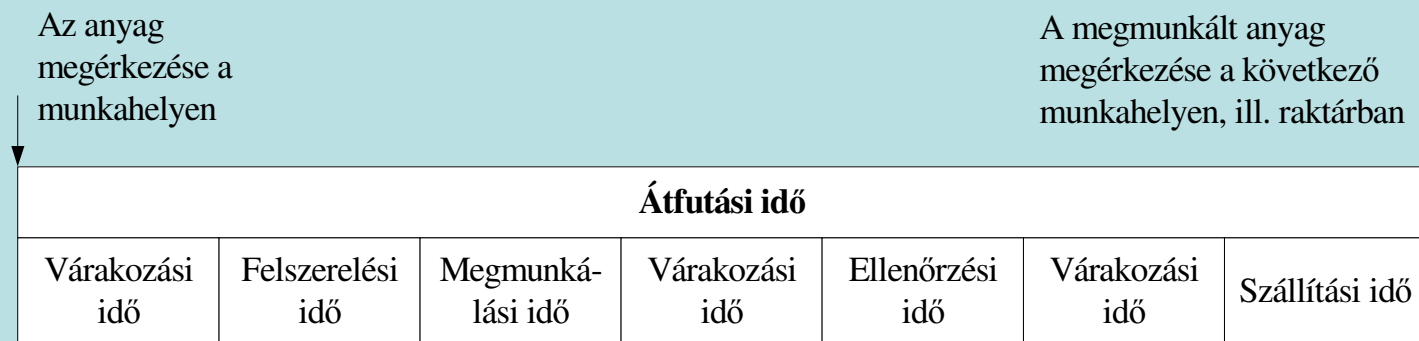 Az anyag
megérkezése a
munkahelyen
A megmunkált anyag
megérkezése a következő
munkahelyen, ill. raktárban
Átfutási idő
Várakozási
idő
Felszerelési
idő
Megmunká-
lási idő
Várakozási
idő
Ellenőrzési
idő
Várakozási
idő
Szállítási idő